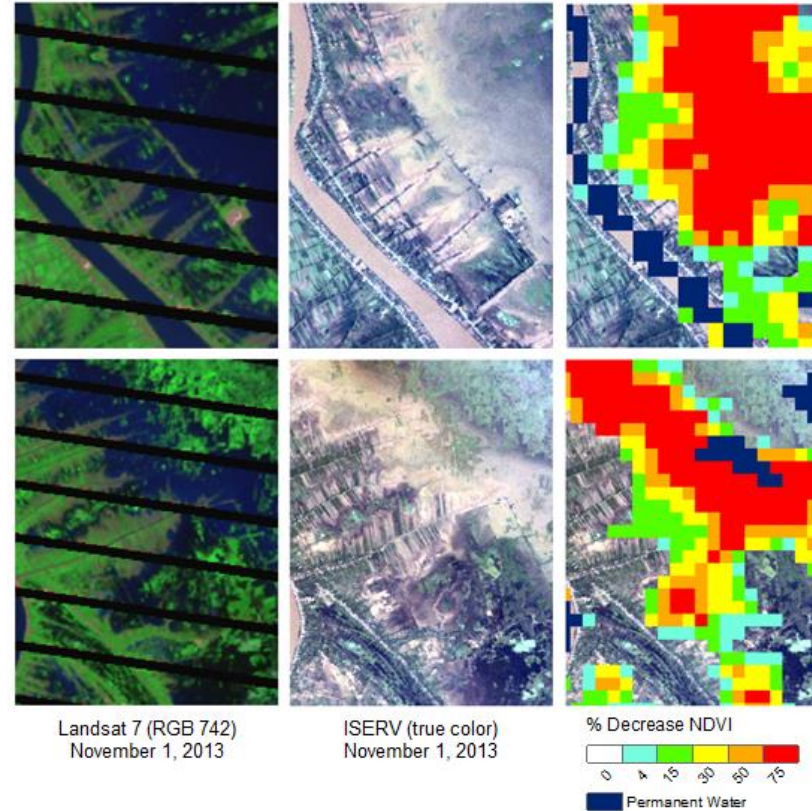 Landsat 7 (RGB 742)
November 1, 2013
ISERV (true color)
November 1, 2013
% Decrease NDVI
0 4 15 30 50 75
Permanent Water